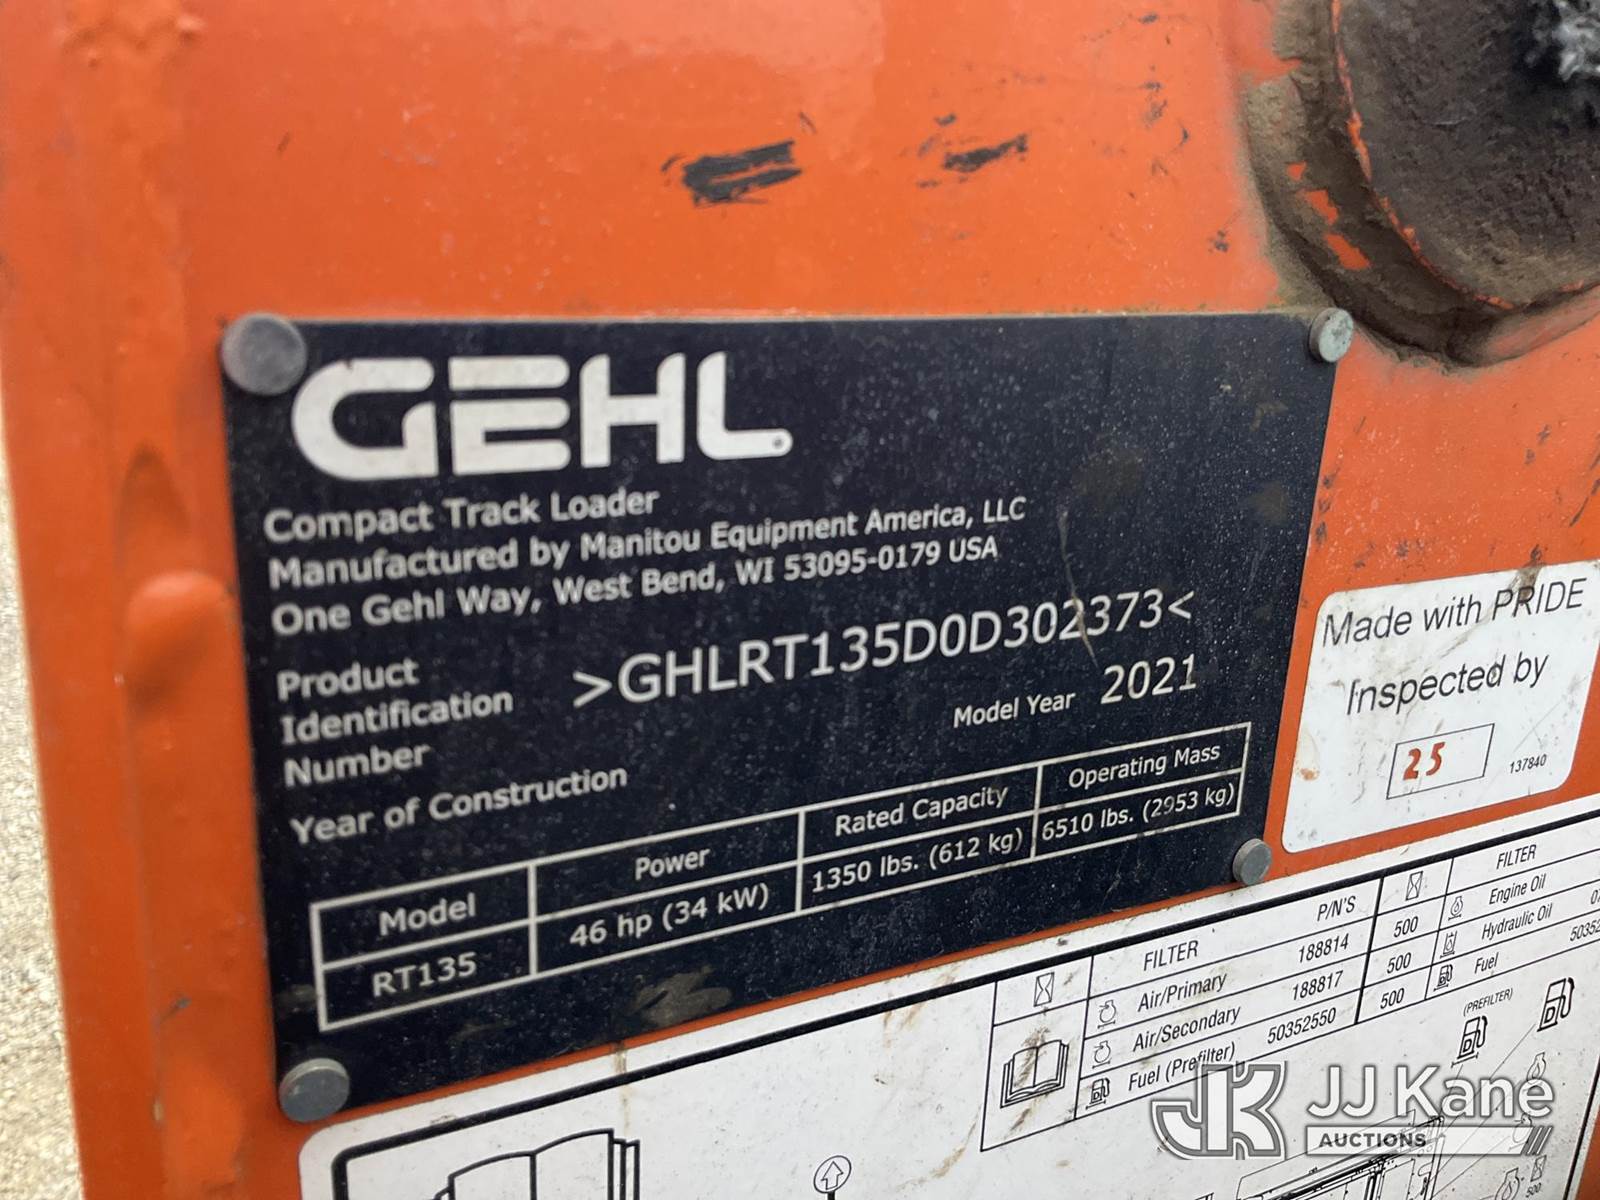 GEHL
Compact Track Loader
Manufactured by Manitou Equipment America, LLC
One Gehl Way, West Bend, WI 53095-0179 USA
Product
Identification
Number
>GHLRT135D0D302373<
Model Year 2021
Year of Construction
Model Power Rated Capacity Operating Mass
RT135 46 hp (34 kW) 1350 lbs. (612 kg) 6510 lbs. (2953 kg)
Made with PRIDE
Inspected by
25
137840
FILTER P/N'S
Air/Primary 188814 500
Air/Secondary 188817 500
Fuel (Prefilter) 50352550 500
FILTER
Engine Oil
Hydraulic Oil
Fuel
(PREFILTER)
500
JK JJ Kane
AUCTIONS